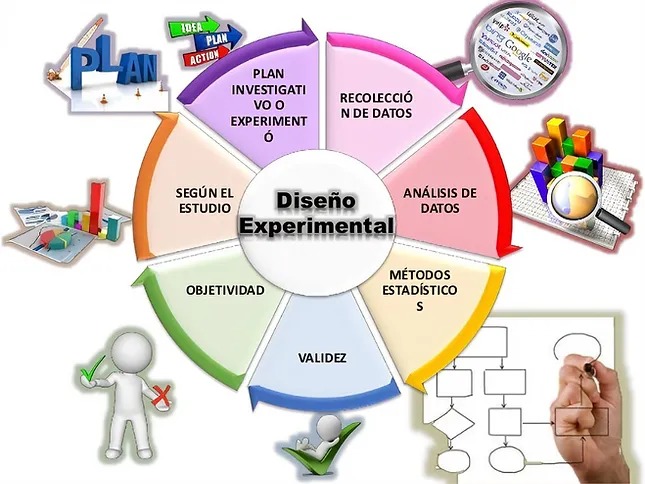 PLAN
IDEA
PLAN
ACTION
PLAN
INVESTIGATI
VO O
EXPERIMENT
Ó
RECOLECCIÓ
N DE DATOS
Google
ANÁLISIS DE
DATOS
MÉTODOS
ESTADÍSTICO
S
VALIDEZ
OBJETIVIDAD
SEGÚN EL
ESTUDIO
Diseño
Experimental